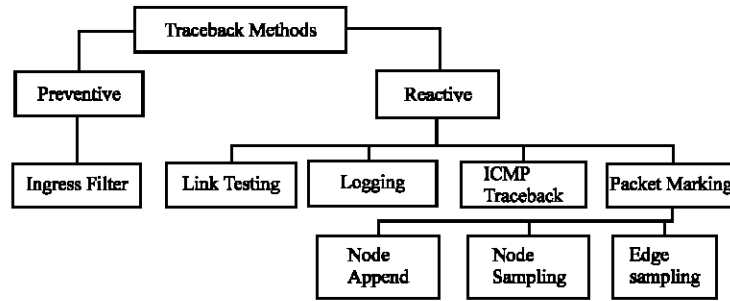 Traceback Methods
Preventive
Reactive
Ingress Filter
Link Testing
Logging
ICMP
Traceback
Packet Marking
Node
Append
Node
Sampling
Edge
sampling